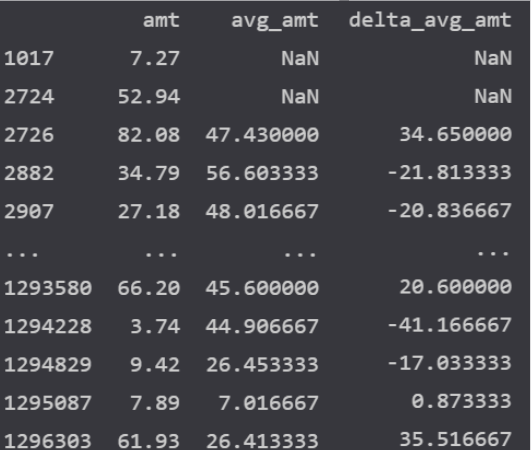 amt avg_amt delta_avg_amt
1017 7.27 NaN NaN
2724 52.94 NaN NaN
2726 82.08 47.430000 34.650000
2882 34.79 56.603333 -21.813333
2907 27.18 48.016667 -20.836667
... ... ... ...
1293580 66.20 45.600000 20.600000
1294228 3.74 44.906667 -41.166667
1294829 9.42 26.453333 -17.033333
1295087 7.89 7.016667 0.873333
1296303 61.93 26.413333 35.516667